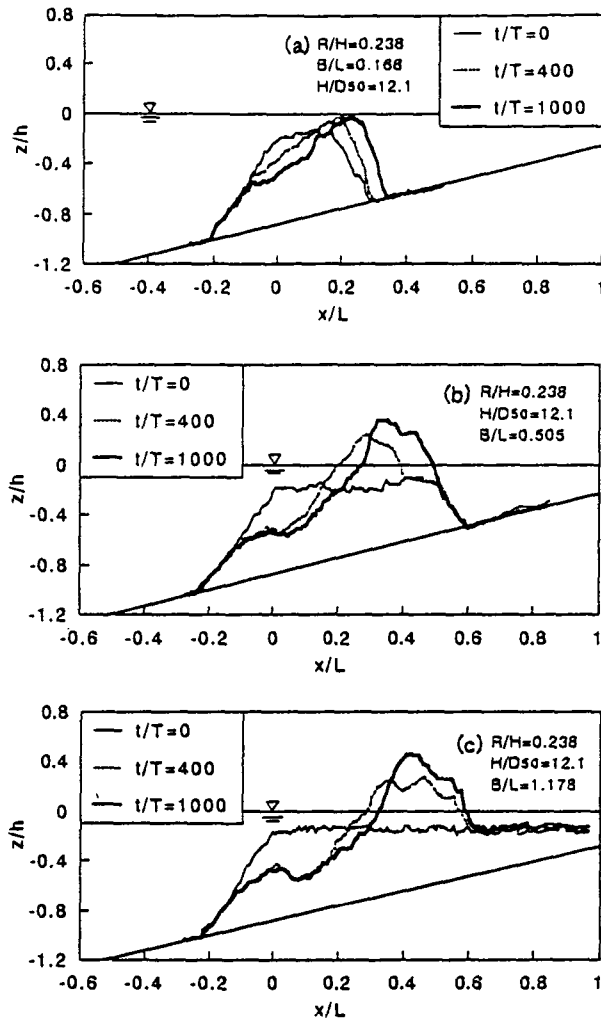 0.8
0.4
0
-0.4
-0.8
-1.2
z/h
(a)
R/H=0.238
B/L=0.168
H/D50=12.1
t/T=0
t/T=400
t/T=1000
-0.6 -0.4 -0.2 0 0.2 0.4 0.6 0.8 1
x/L
0.8
0.4
0
-0.4
-0.8
-1.2
z/h
t/T=0
t/T=400
t/T=1000
(b)
R/H=0.238
H/D50=12.1
B/L=0.505
-0.6 -0.4 -0.2 0 0.2 0.4 0.6 0.8 1
x/L
0.8
0.4
0
-0.4
-0.8
-1.2
z/h
t/T=0
t/T=400
t/T=1000
(c)
R/H=0.238
H/D50=12.1
B/L=1.178
-0.6 -0.4 -0.2 0 0.2 0.4 0.6 0.8 1
x/L